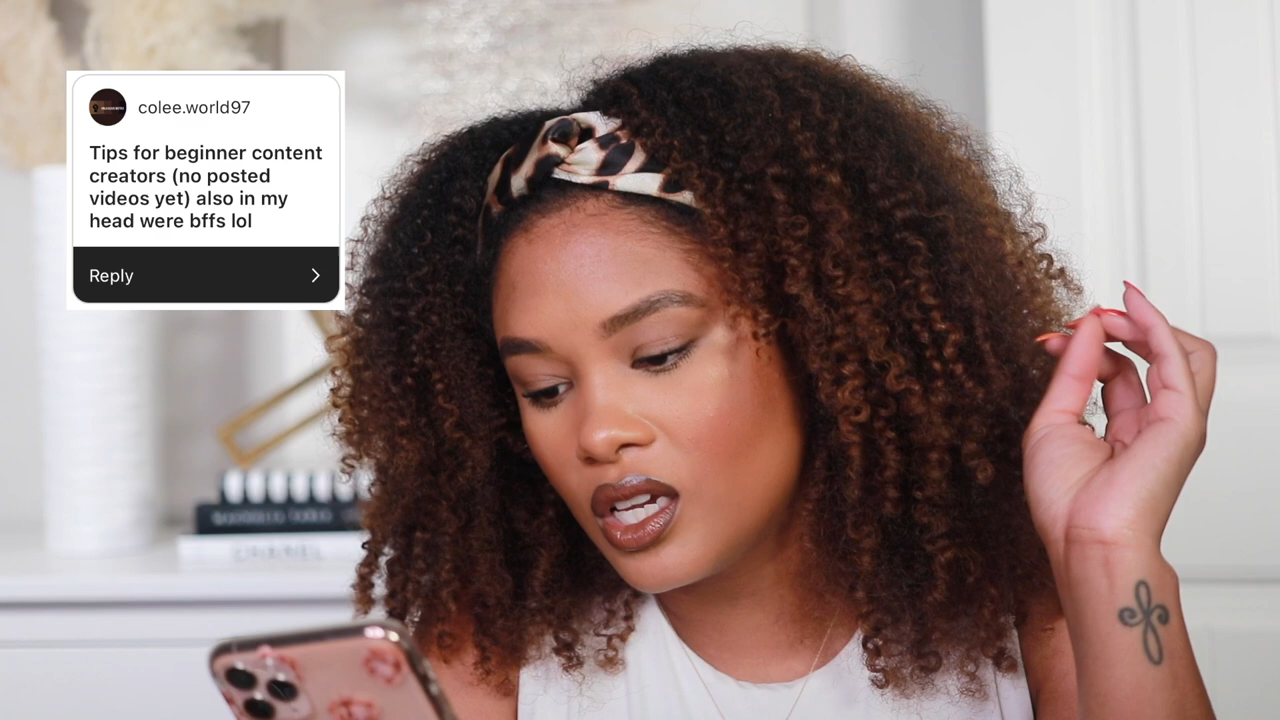 colee.world97
Tips for beginner content
creators (no posted
videos yet) also in my
head were bffs lol
Reply
CHANEL